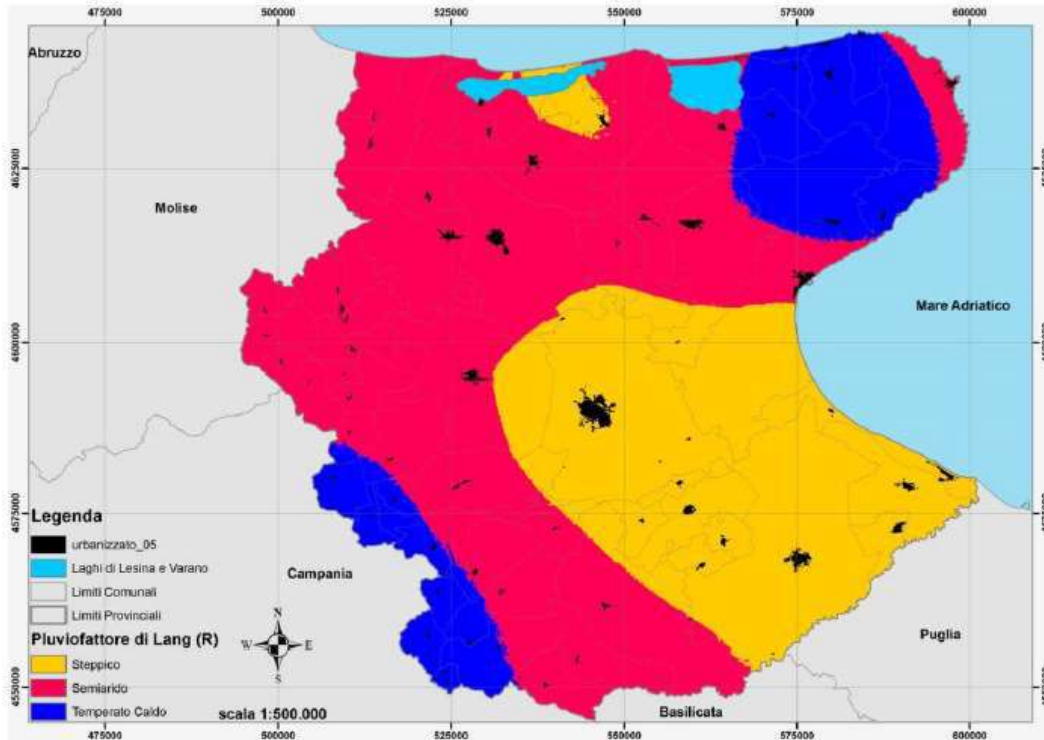 475000 500000 525000 550000 575000 600000
Abruzzo
4625000
Molise
Mare Adriatico
4600000
4575000 4575000
Legenda
urbanizzato_05
Laghi di Lesina e Varano
Limiti Comunali
Limiti Provinciali
Campania
Pluviofattore di Lang (R)
N
W E
S
Puglia
Steppico
Semiarido
Temperato Caldo
4550000
scala 1:500.000
Basilicata
475000 500000 525000 550000 575000 600000